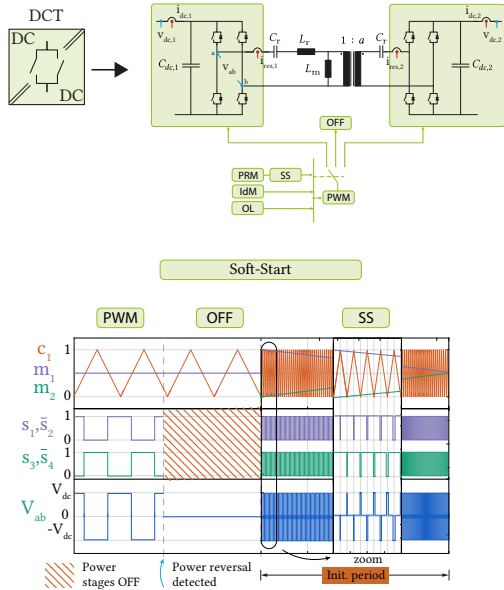 DCT
DC
DC
i_dc,1
V_dc,1
C_dc,1
a
V_ab
b
C_r
i_res,1
L_r
L_m
1 : a
C_r
i_res,2
i_dc,2
V_dc,2
C_dc,2
OFF
PRM
SS
IdM
OL
PWM
Soft-Start
PWM
OFF
SS
c_1
m_1
m_2
1
0
s_1,s̄_2
1
0
s_3,s̄_4
1
0
V_ab
V_dc
0
-V_dc
zoom
Power stages OFF
Power reversal detected
Init. period